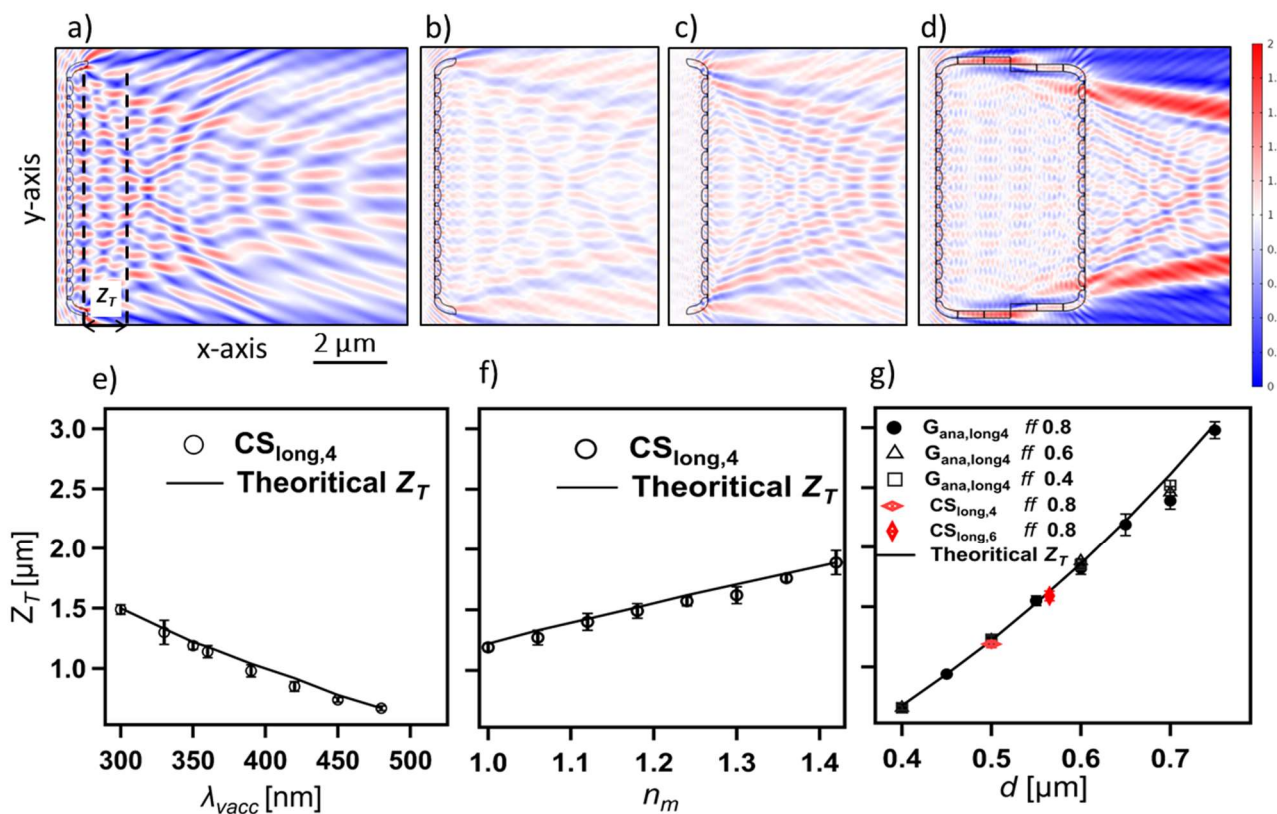 a)
b)
c)
d)
Z_T
y-axis
x-axis
2 μm
2
1.
1.
1.
1.
1
0.
0.
0.
0.
0
e)
f)
g)
Z_T [μm]
3.0
2.5
2.0
1.5
1.0
CS_long,4
Theoritical Z_T
300 350 400 450 500
λ_vacc [nm]
CS_long,4
Theoritical Z_T
1.0 1.1 1.2 1.3 1.4
n_m
G_ana,long4 ff 0.8
G_ana,long4 ff 0.6
G_ana,long4 ff 0.4
CS_long,4 ff 0.8
CS_long,6 ff 0.8
Theoritical Z_T
0.4 0.5 0.6 0.7
d [μm]